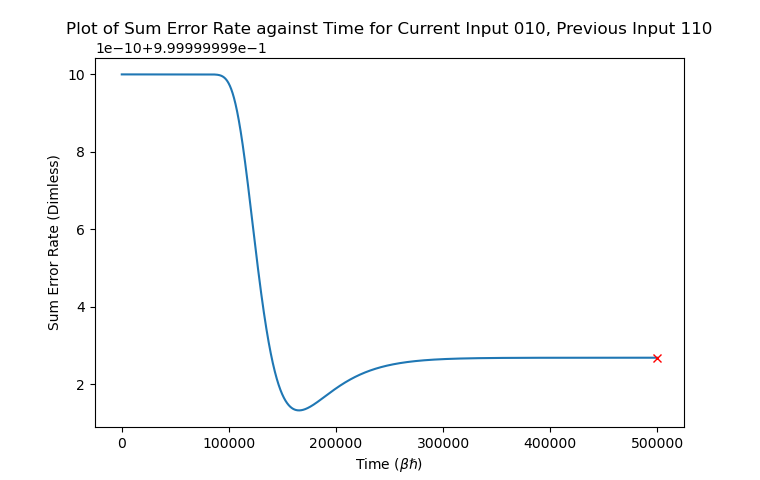 Plot of Sum Error Rate against Time for Current Input 010, Previous Input 110
1e−10+9.99999999e−1
10
8
6
4
2
Sum Error Rate (Dimless)
0 100000 200000 300000 400000 500000
Time (βħ)